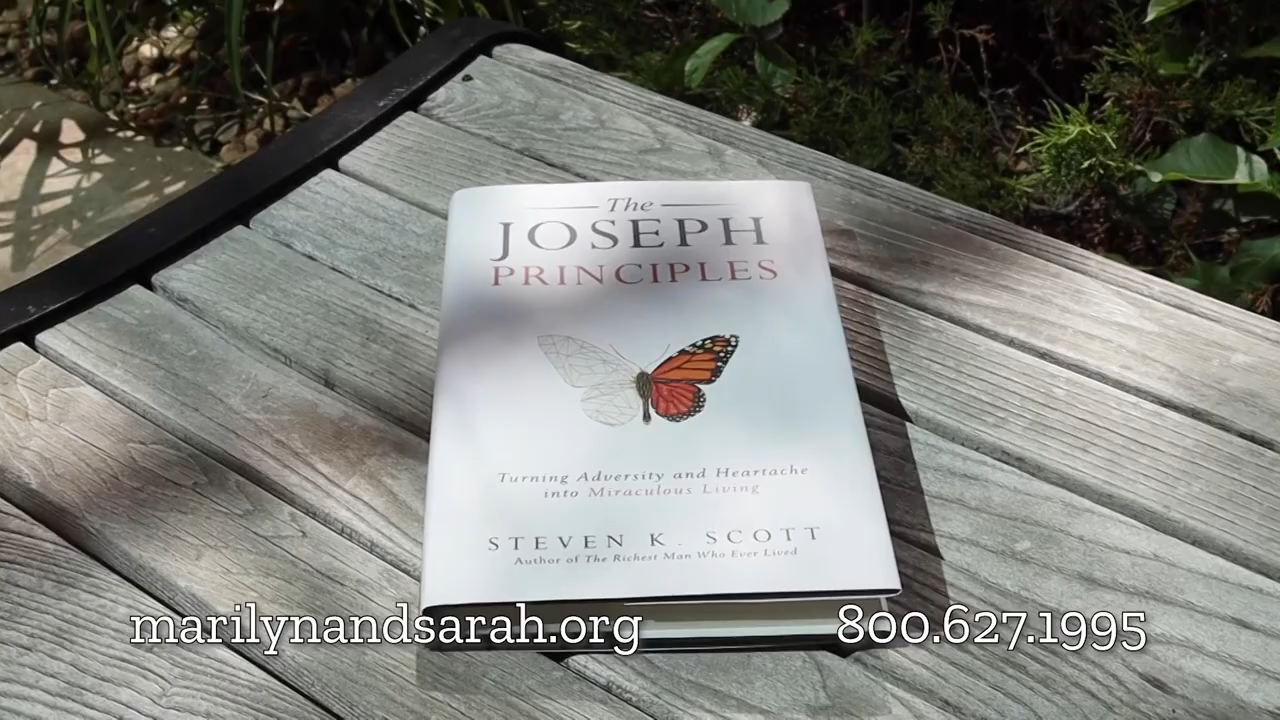 The
JOSEPH
PRINCIPLES
Turning Adversity and Heartache
into Miraculous Living
STEVEN K. SCOTT
Author of The Richest Man Who Ever Lived
marilynandsarah.org 800.627.1995